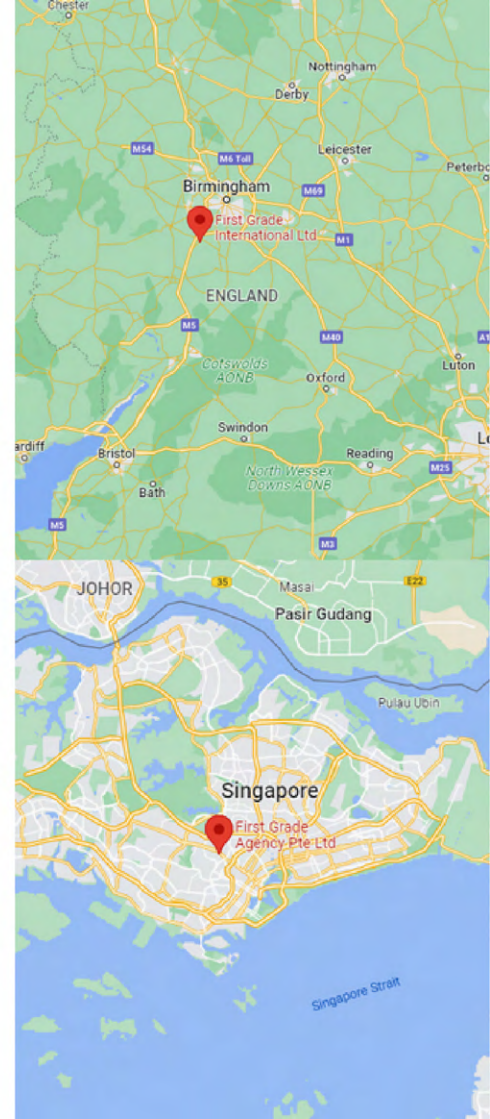 Chester
Nottingham
Derby
M54
M6 Toll
Leicester
Birmingham
M69
First Grade
International Ltd
M1
ENGLAND
M5
M40
A1
Cotswolds
AONB
Oxford
Luton
Swindon
Bristol
Reading
M25
Bath
North Wessex
Downs AONB
M5
M3
JOHOR
35
Masai
E22
Pasir Gudang
Pulau Ubin
Singapore
First Grade
Agency Pte Ltd
Singapore Strait